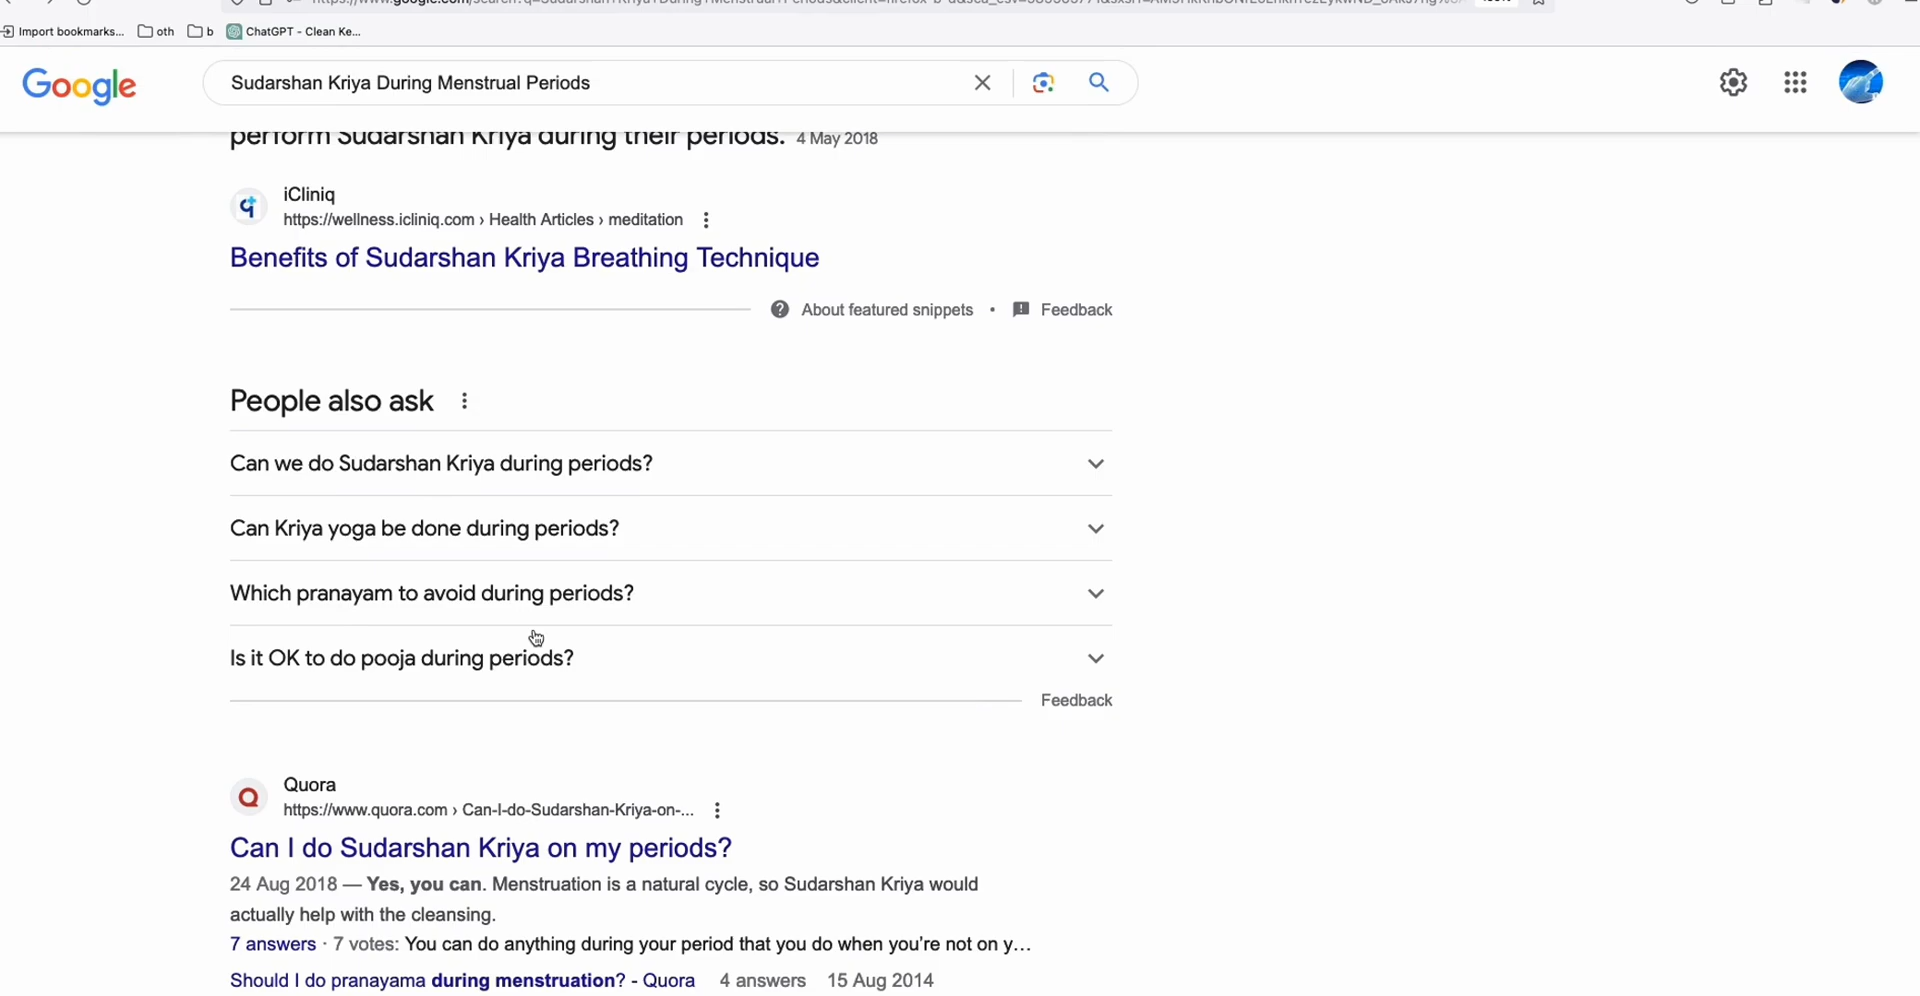 Import bookmarks...
oth
b
ChatGPT - Clean Ke...
Google
Sudarshan Kriya During Menstrual Periods
perform Sudarshan Kriya during their periods. 4 May 2018
iCliniq
https://wellness.icliniq.com › Health Articles › meditation
Benefits of Sudarshan Kriya Breathing Technique
About featured snippets • Feedback
People also ask
Can we do Sudarshan Kriya during periods?
Can Kriya yoga be done during periods?
Which pranayam to avoid during periods?
Is it OK to do pooja during periods?
Feedback
Quora
https://www.quora.com › Can-I-do-Sudarshan-Kriya-on-...
Can I do Sudarshan Kriya on my periods?
24 Aug 2018 — Yes, you can. Menstruation is a natural cycle, so Sudarshan Kriya would
actually help with the cleansing.
7 answers · 7 votes: You can do anything during your period that you do when you're not on y...
Should I do pranayama during menstruation? - Quora 4 answers 15 Aug 2014